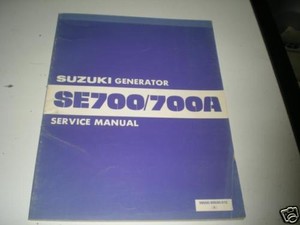 SUZUKI GENERATOR
SE700/700A
SERVICE MANUAL